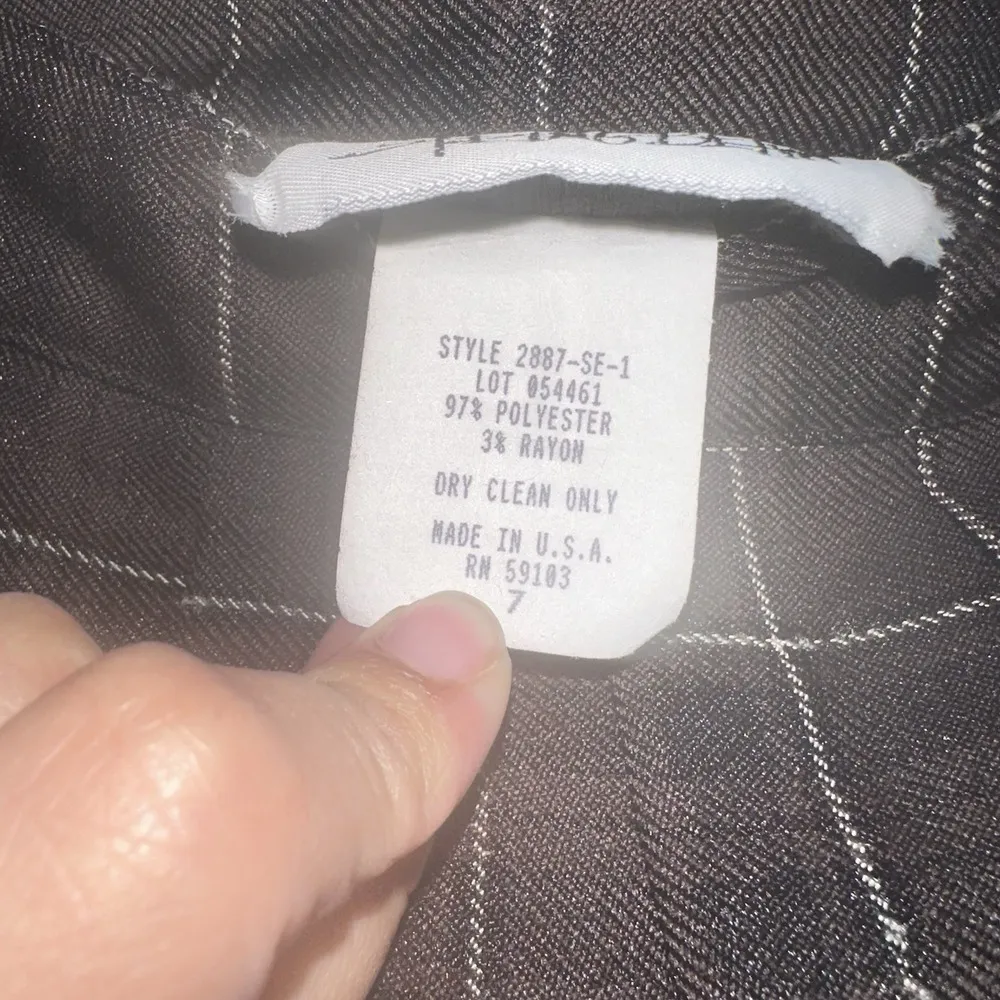 STYLE 2887-SE-1
LOT 054461
97% POLYESTER
3% RAYON
DRY CLEAN ONLY
MADE IN U.S.A.
RN 59103
7